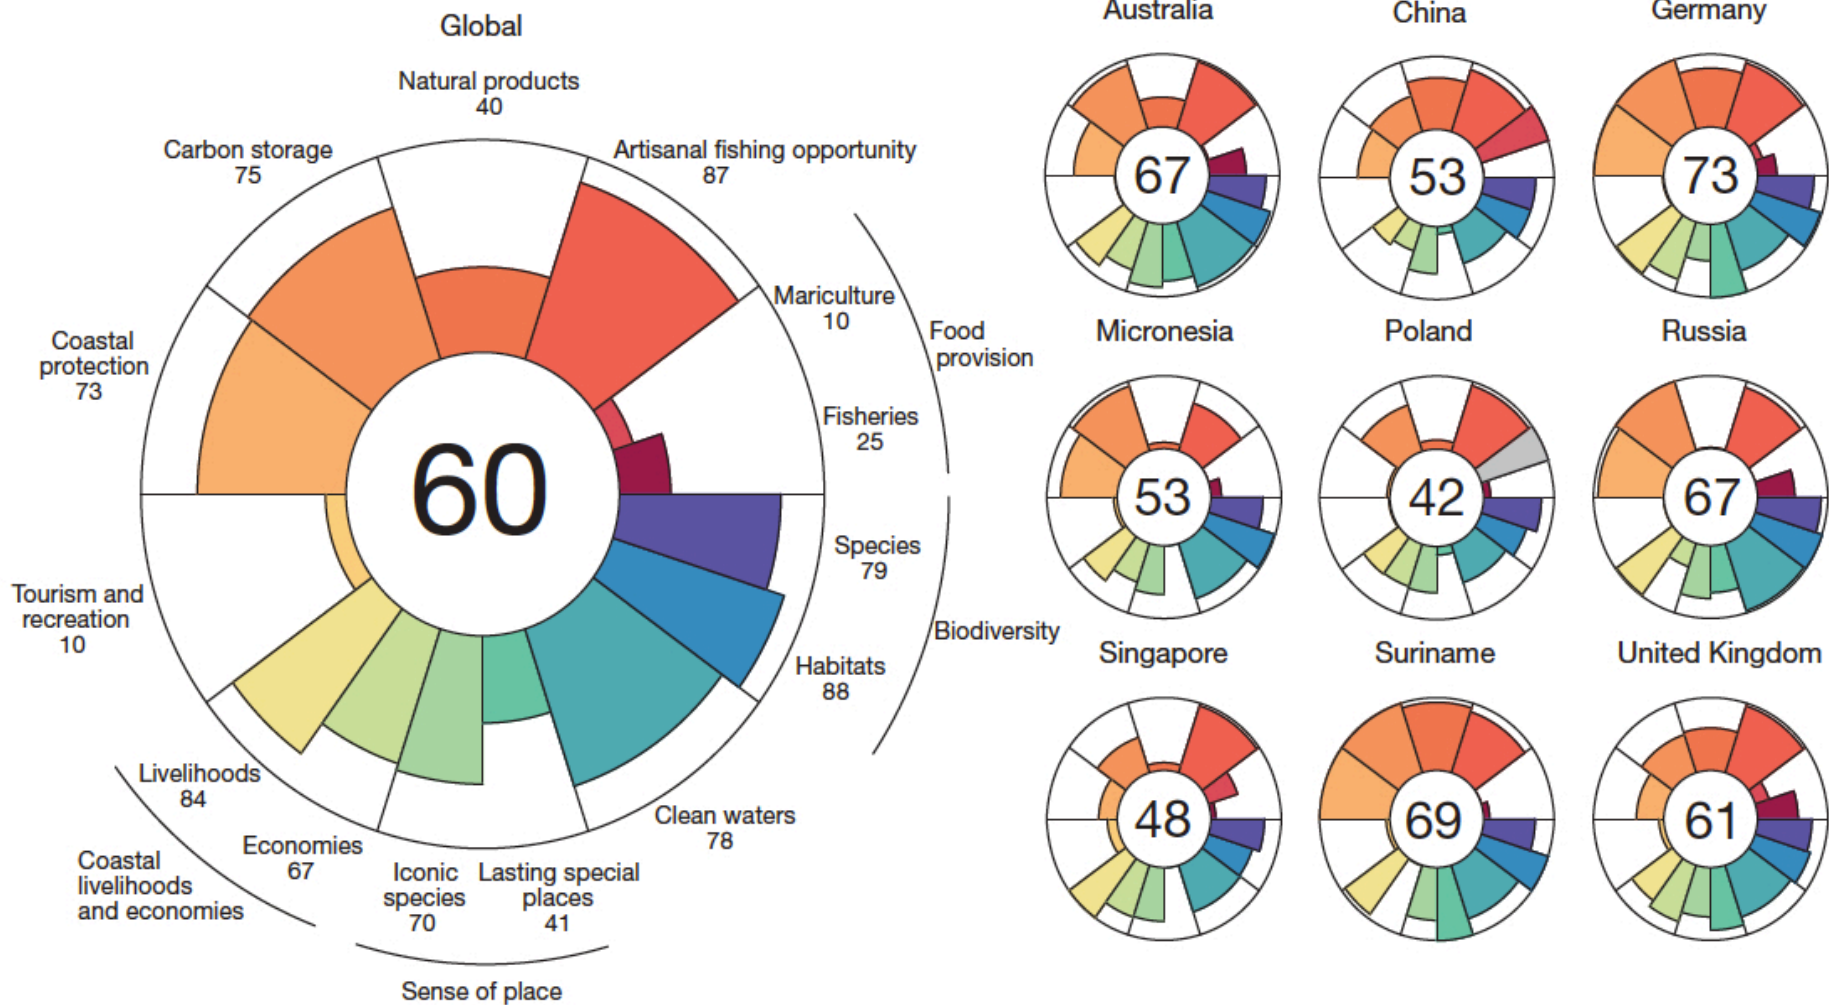 Global
Natural products
40
Carbon storage
75
Artisanal fishing opportunity
87
Coastal
protection
73
Mariculture
10
Food
provision
Fisheries
25
60
Species
79
Tourism and
recreation
10
Biodiversity
Habitats
88
Livelihoods
84
Clean waters
78
Economies
67
Coastal
livelihoods
and economies
Iconic
species
70
Lasting special
places
41
Sense of place
Australia
China
Germany
67
53
73
Micronesia
Poland
Russia
53
42
67
Singapore
Suriname
United Kingdom
48
69
61